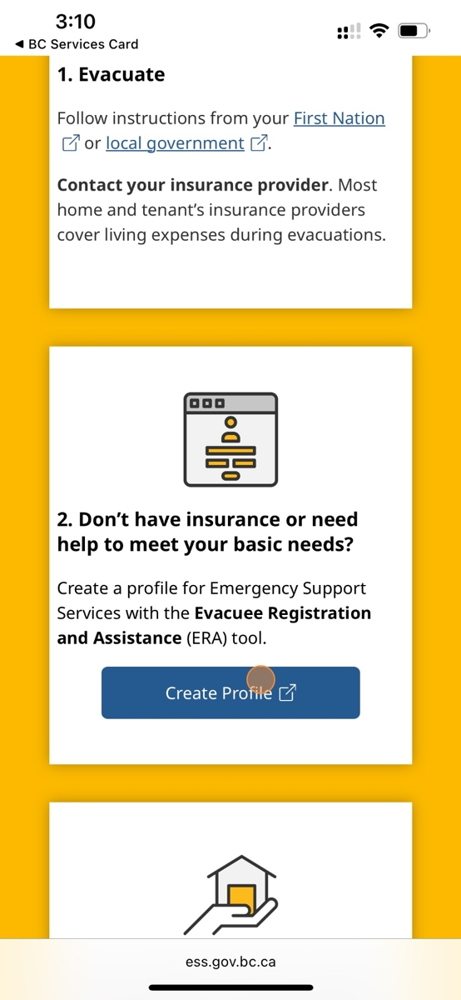 3:10
◀ BC Services Card
1. Evacuate
Follow instructions from your First Nation
or local government.
Contact your insurance provider. Most
home and tenant’s insurance providers
cover living expenses during evacuations.
2. Don’t have insurance or need
help to meet your basic needs?
Create a profile for Emergency Support
Services with the Evacuee Registration
and Assistance (ERA) tool.
Create Profile
ess.gov.bc.ca